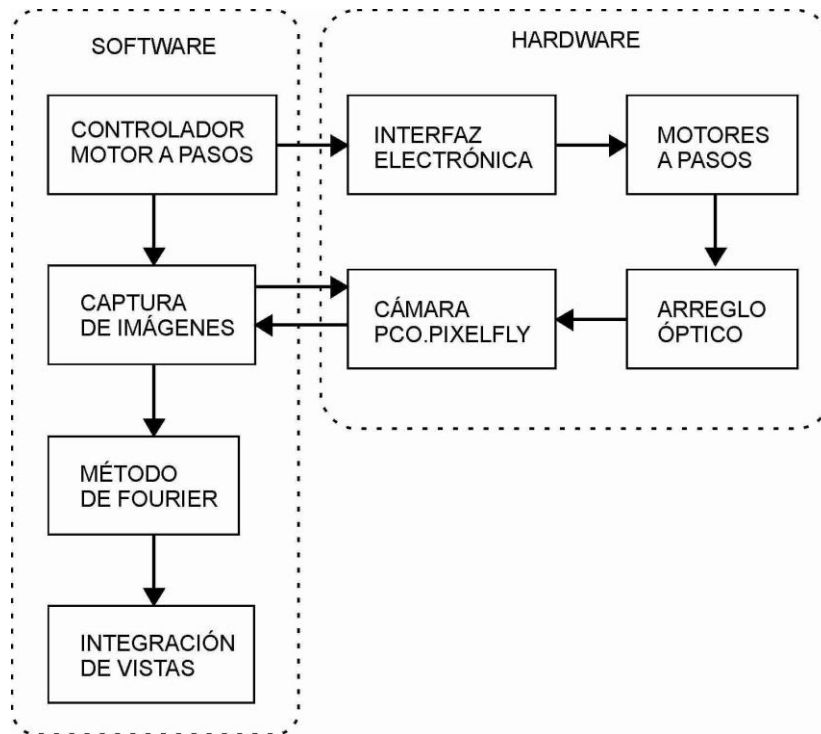 SOFTWARE
HARDWARE
CONTROLADOR
MOTOR A PASOS
INTERFAZ
ELECTRÓNICA
MOTORES
A PASOS
CAPTURA
DE IMÁGENES
CÁMARA
PCO.PIXELFLY
ARREGLO
ÓPTICO
MÉTODO
DE FOURIER
INTEGRACIÓN
DE VISTAS